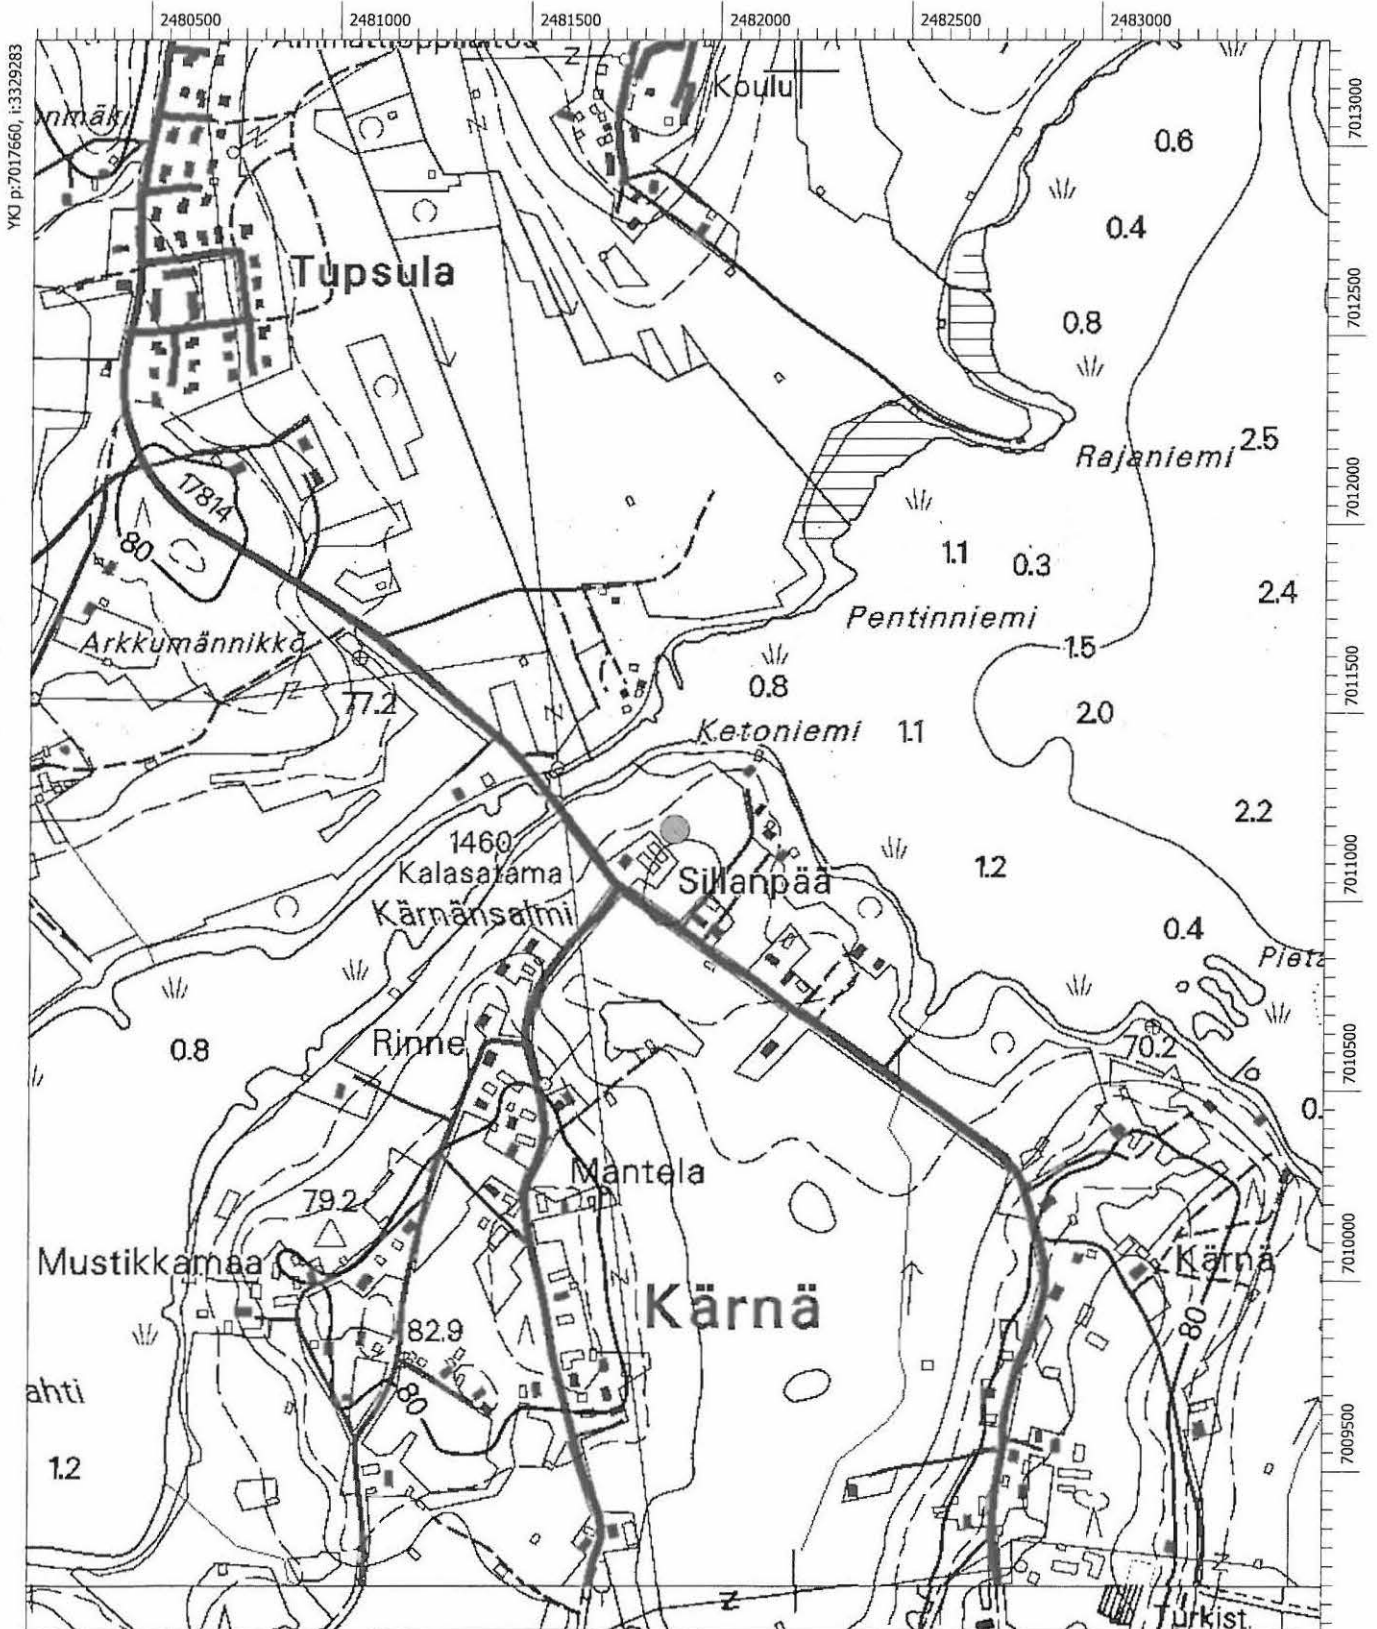 2480500 2481000 2481500 2482000 2482500 2483000
YKJ p:7017660, i:3329283
Ammattioppilaitos
Z
Koulu
7013000
0.6
Z
Z
0.4
Tupsula
7012500
0.8
2.5
Rajaniemi
17814
7012000
80
1.1
0.3
2.4
Pentinniemi
Arkkumännikkö
1.5
7011500
Z
0.8
77.2
2.0
Z
Ketoniemi
1.1
2.2
1460
Kalasatama
1.2
7011000
Sillanpää
Kärnänsalmi
0.4
Rinne
0.8
70.2
7010500
0.
Mäntelä
79.2
Mustikkamaa
Kärnä
7010000
Z
Kärnä
82.9
80
80
ahti
7009500
1.2
Z
Z
Turkist.